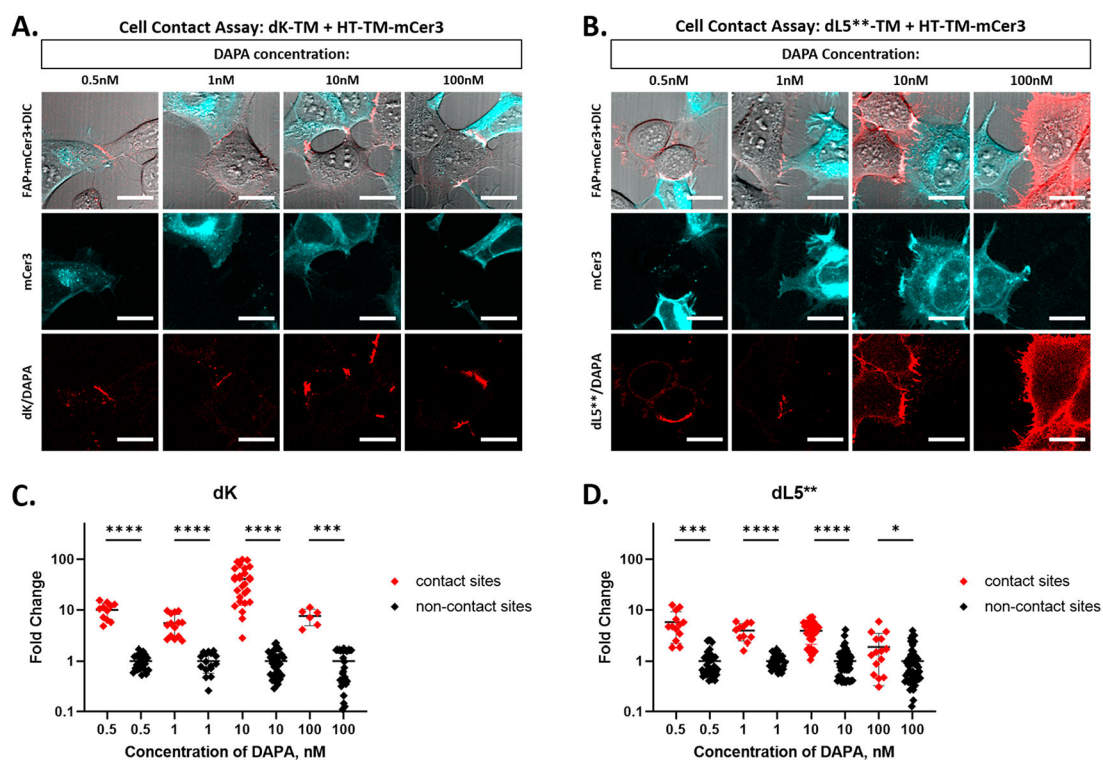 A.
Cell Contact Assay: dK-TM + HT-TM-mCer3
DAPA concentration:
0.5nM 1nM 10nM 100nM
FAP+mCer3+DIC
mCer3
dK/DAPA
B.
Cell Contact Assay: dL5**-TM + HT-TM-mCer3
DAPA Concentration:
0.5nM 1nM 10nM 100nM
FAP+mCer3+DIC
mCer3
dL5**/DAPA
C.
dK
**** **** **** ***
Fold Change
100
10
1
0.1
0.5 0.5 1 1 10 10 100 100
Concentration of DAPA, nM
contact sites
non-contact sites
D.
dL5**
*** **** **** *
Fold Change
100
10
1
0.1
0.5 0.5 1 1 10 10 100 100
Concentration of DAPA, nM
contact sites
non-contact sites